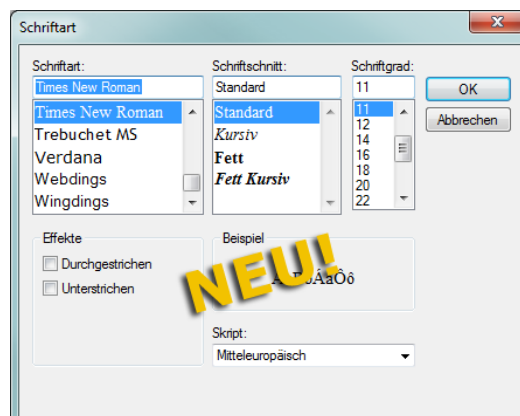 Schriftart
Schriftart:
Times New Roman
Times New Roman
Trebuchet MS
Verdana
Webdings
Wingdings
Schriftschnitt:
Standard
Standard
Kursiv
Fett
Fett Kursiv
Schriftgrad:
11
11
12
14
16
18
20
22
OK
Abbrechen
Effekte
Durchgestrichen
Unterstrichen
Beispiel
NEU!
Skript:
Mitteleuropäisch